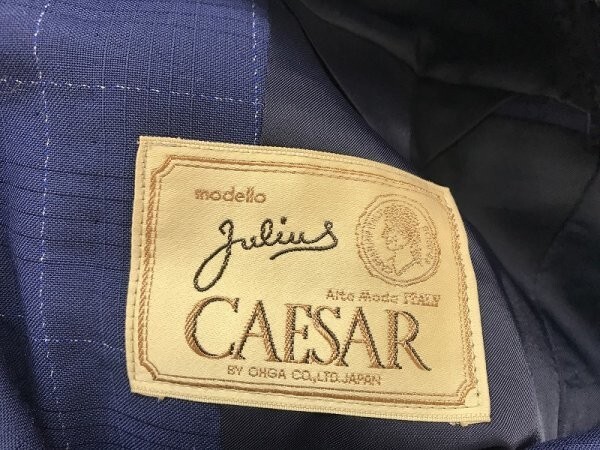 modello
Julius
Alta Moda ITALY
CAESAR
BY OHGA CO.,LTD.JAPAN